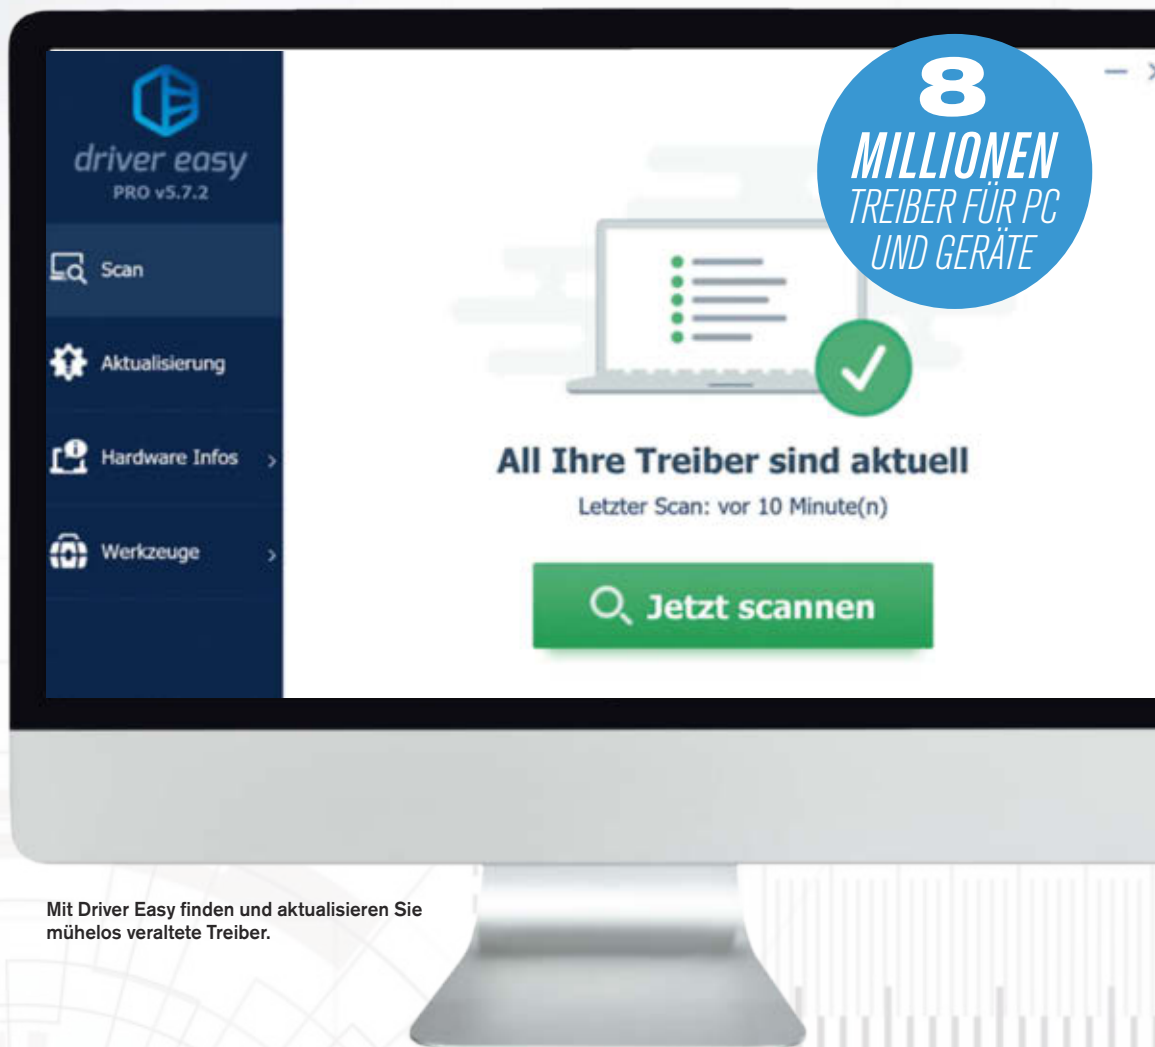 driver easy
PRO v5.7.2
Scan
Aktualisierung
Hardware Infos
Werkzeuge
8
MILLIONEN
TREIBER FÜR PC
UND GERÄTE
All Ihre Treiber sind aktuell
Letzter Scan: vor 10 Minute(n)
Jetzt scannen
Mit Driver Easy finden und aktualisieren Sie
mühelos veraltete Treiber.